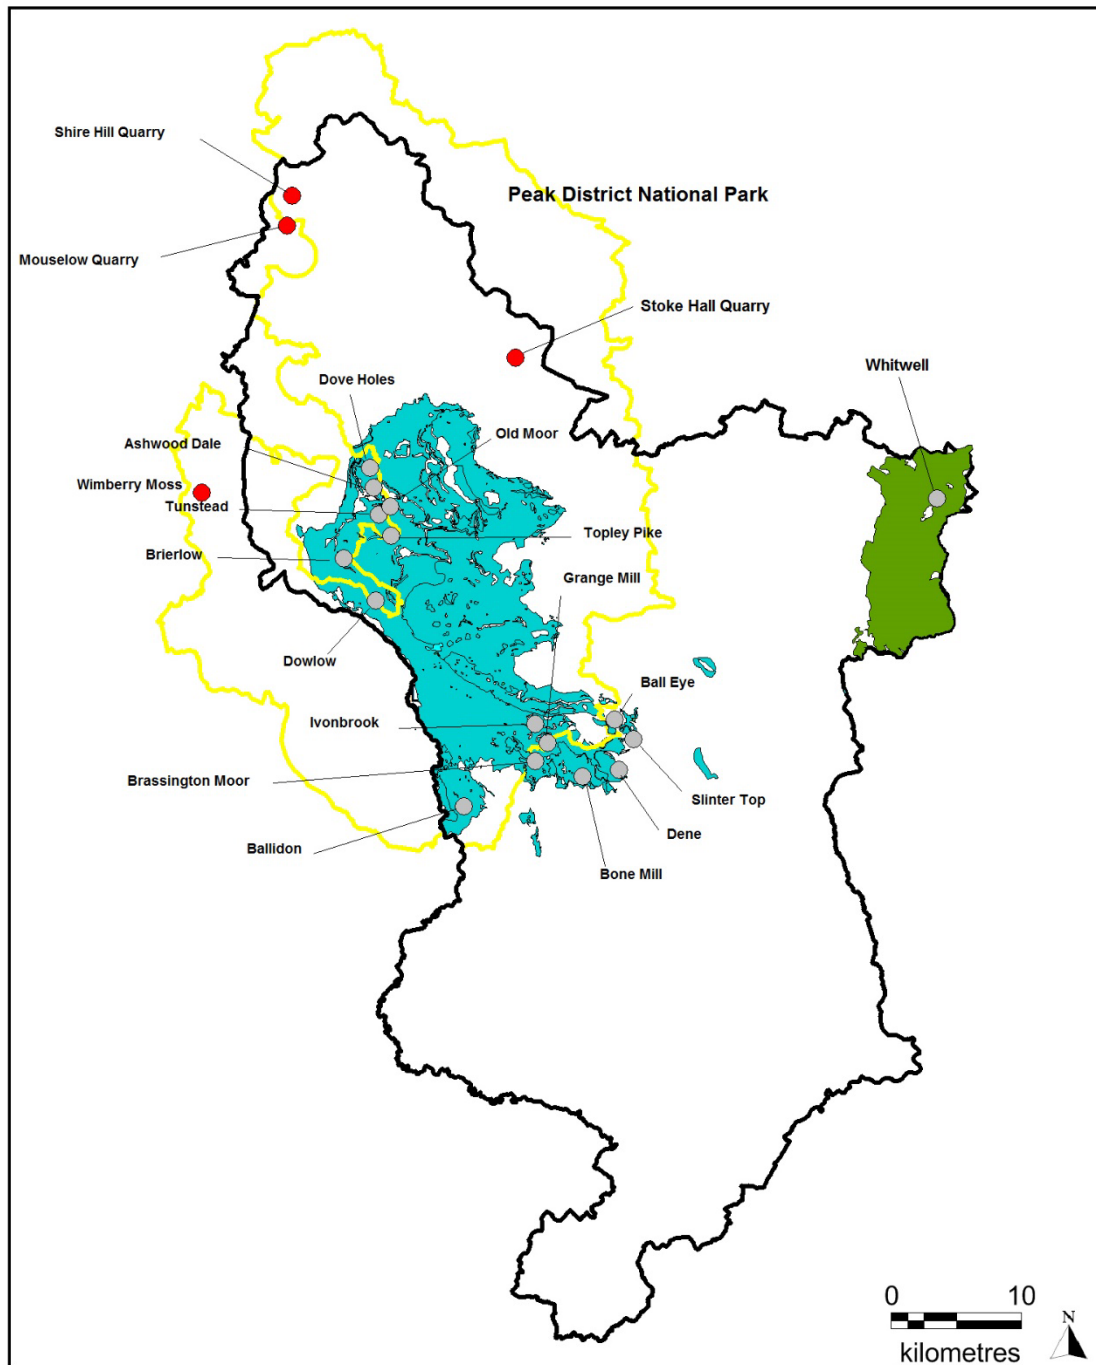 Shire Hill Quarry
Peak District National Park
Mouselow Quarry
Stoke Hall Quarry
Whitwell
Dove Holes
Old Moor
Ashwood Dale
Wimberry Moss
Tunstead
Topley Pike
Brierlow
Grange Mill
Dowlow
Ball Eye
Ivonbrook
Brassington Moor
Slinter Top
Dene
Ballidon
Bone Mill
0 10
kilometres
N